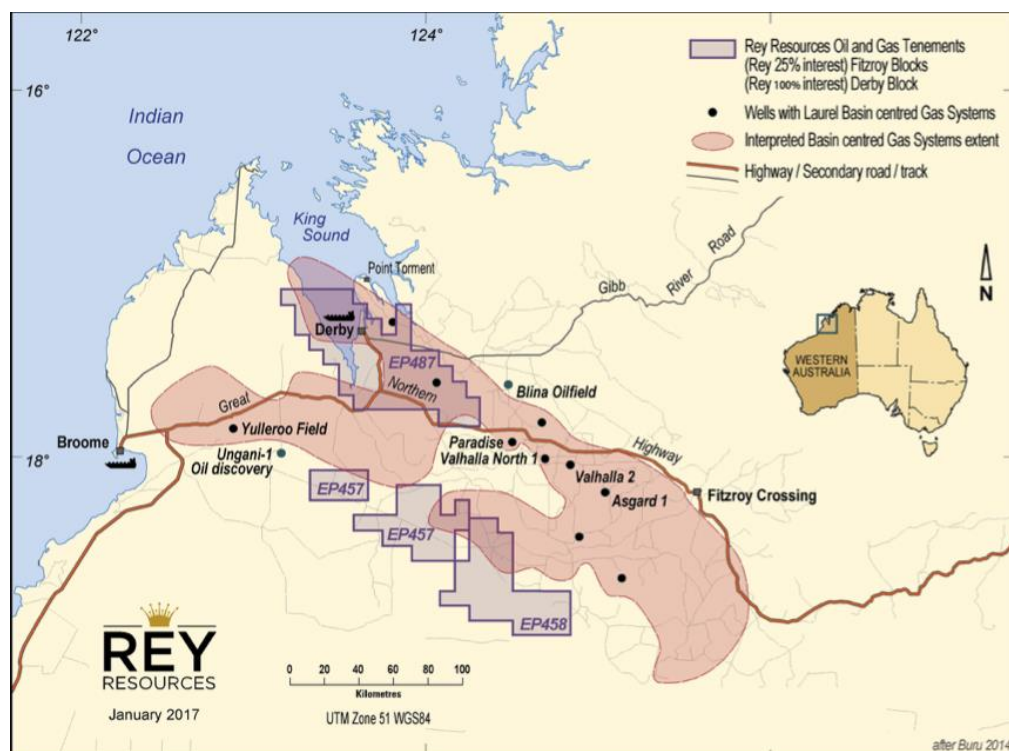 122°
124°
16°
18°
Rey Resources Oil and Gas Tenements
(Rey 25% interest) Fitzroy Blocks
(Rey 100% interest) Derby Block
Wells with Laurel Basin centred Gas Systems
Interpreted Basin centred Gas Systems extent
Highway / Secondary road / track
Indian
Ocean
King
Sound
Point Torment
Gibb
River
Road
N
WESTERN
AUSTRALIA
Derby
EP487
Northern
Great
Blina Oilfield
Broome
Yulleroo Field
Ungani-1
Oil discovery
Paradise
Valhalla North 1
Highway
Valhalla 2
Asgard 1
Fitzroy Crossing
EP457
EP457
EP458
REY
RESOURCES
January 2017
0 20 40 60 80 100
Kilometres
UTM Zone 51 WGS84
after Buru 2014